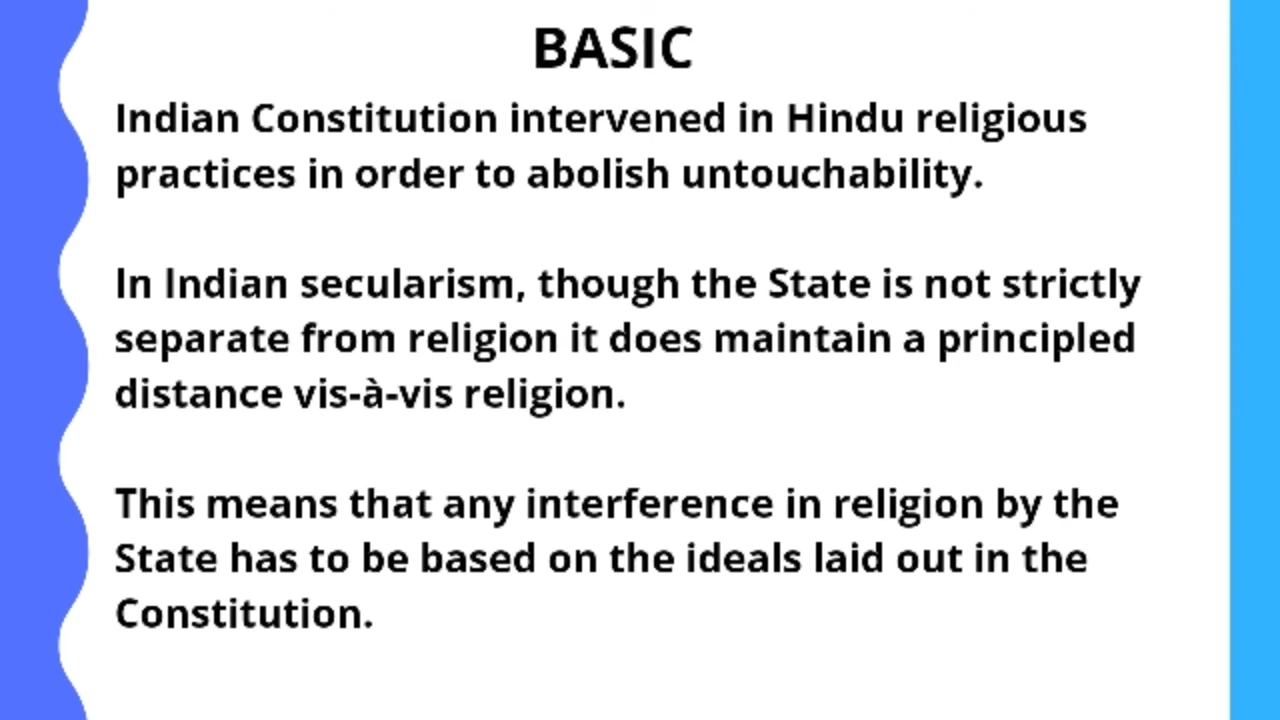 BASIC
Indian Constitution intervened in Hindu religious
practices in order to abolish untouchability.
In Indian secularism, though the State is not strictly
separate from religion it does maintain a principled
distance vis-à-vis religion.
This means that any interference in religion by the
State has to be based on the ideals laid out in the
Constitution.